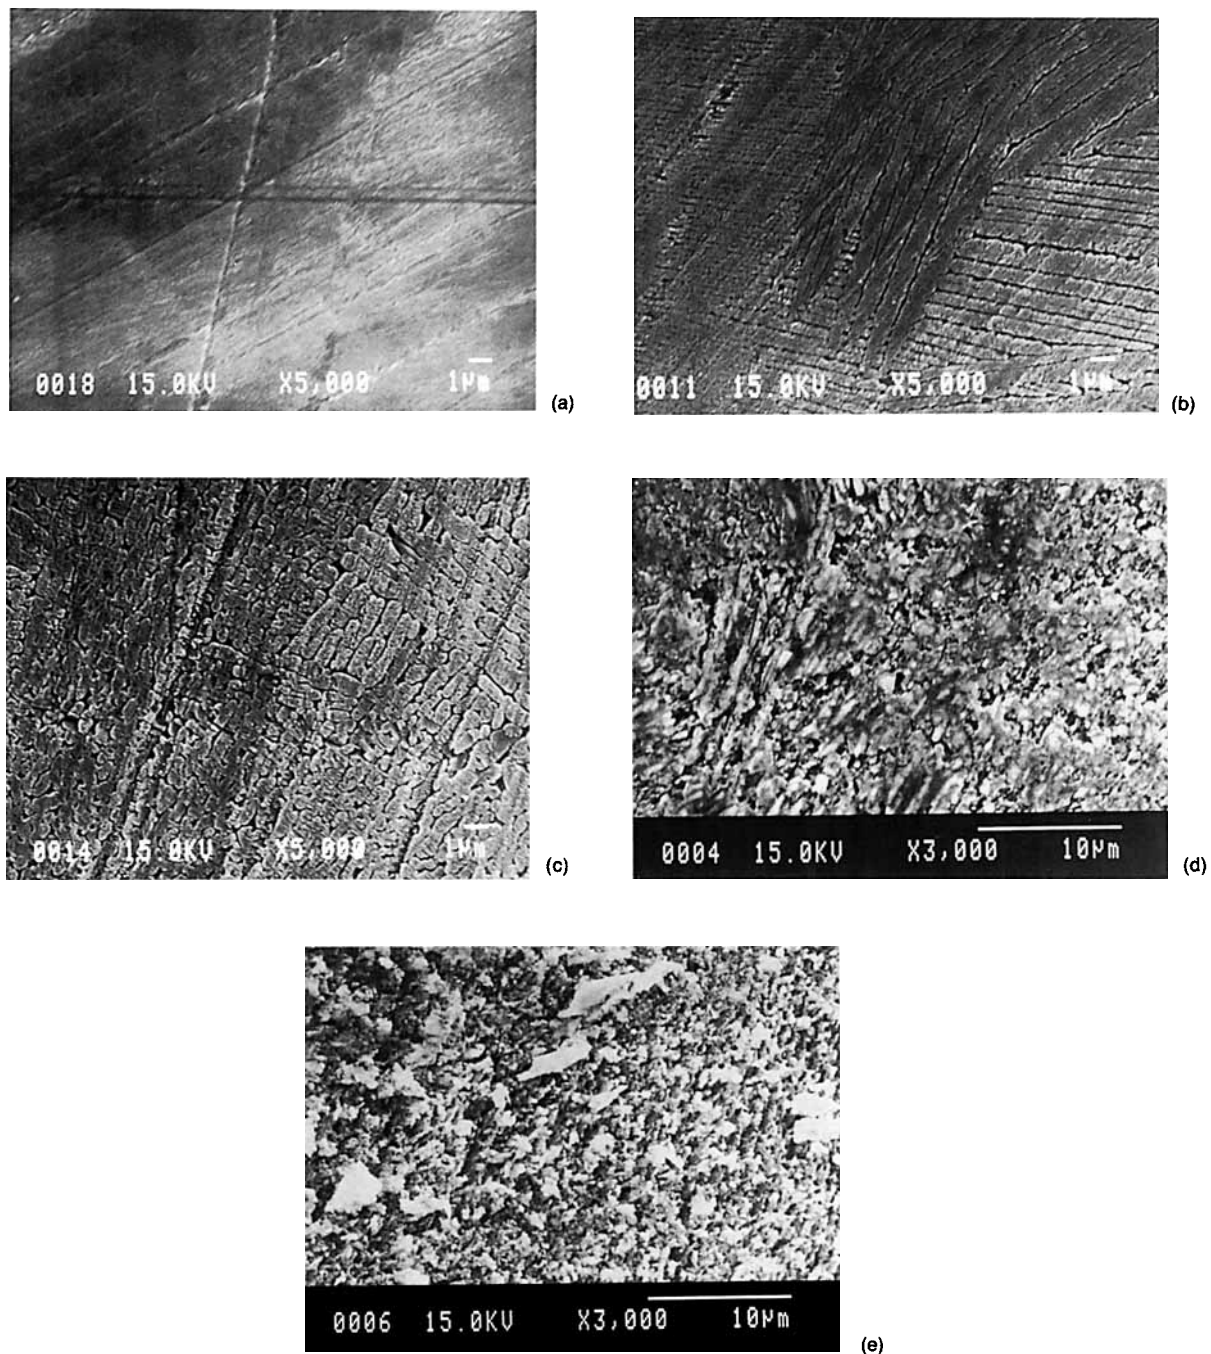 0018 15.0KV X5,000 1μm
(a)
0011 15.0KV X5,000 1μm
(b)
0014 15.0KV X5,000 1μm
(c)
0004 15.0KV X3,000 10μm
(d)
0006 15.0KV X3,000 10μm
(e)